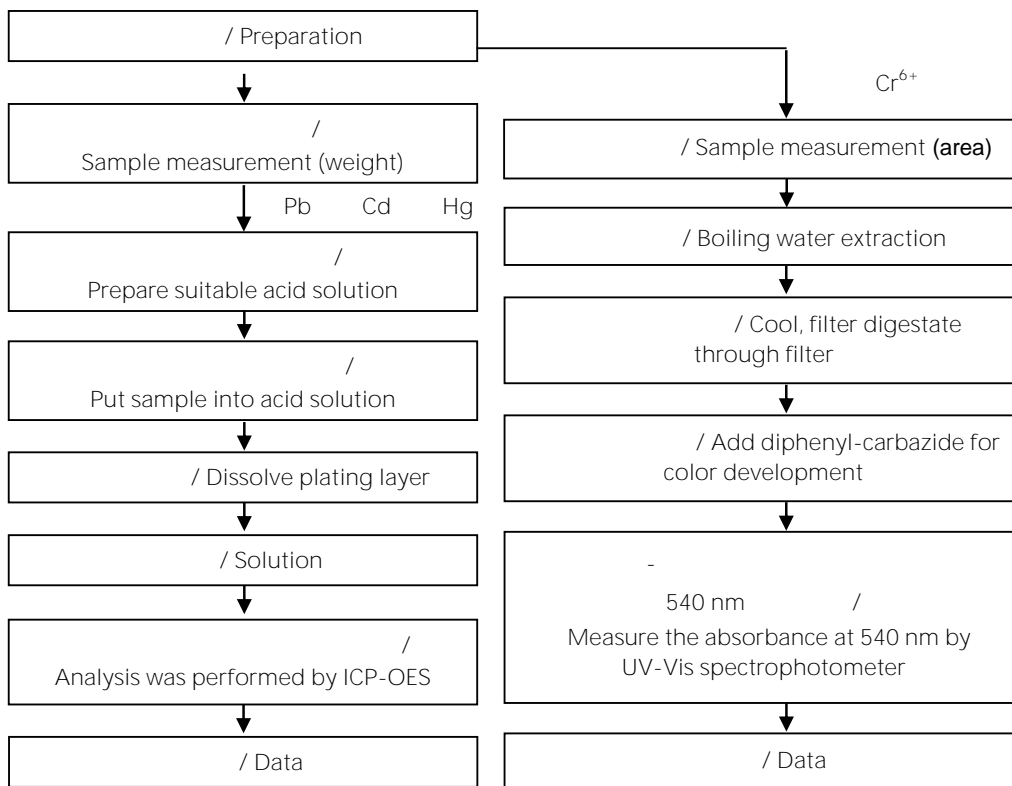 / Preparation
/
Sample measurement (weight)
Pb Cd Hg
/
Prepare suitable acid solution
/
Put sample into acid solution
/ Dissolve plating layer
/ Solution
/
Analysis was performed by ICP-OES
/ Data
Cr⁶⁺
/ Sample measurement (area)
/ Boiling water extraction
/ Cool, filter digestate
through filter
/ Add diphenyl-carbazide for
color development
-
540 nm /
Measure the absorbance at 540 nm by
UV-Vis spectrophotometer
/ Data